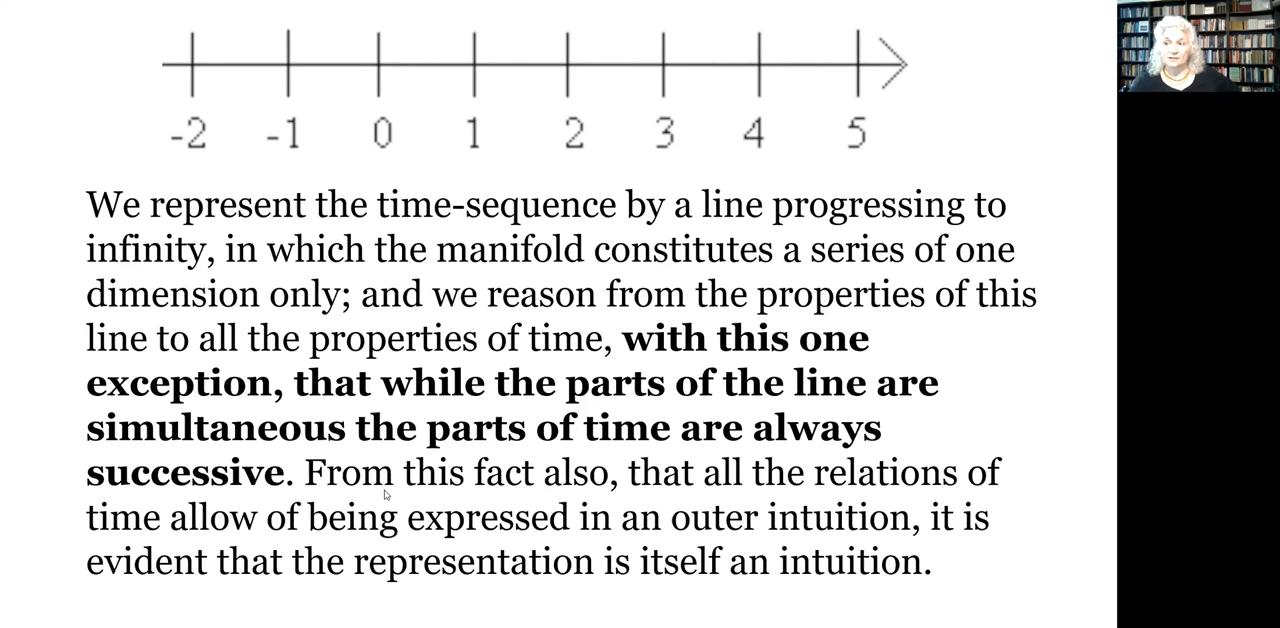 -2 -1 0 1 2 3 4 5
We represent the time-sequence by a line progressing to
infinity, in which the manifold constitutes a series of one
dimension only; and we reason from the properties of this
line to all the properties of time, with this one
exception, that while the parts of the line are
simultaneous the parts of time are always
successive. From this fact also, that all the relations of
time allow of being expressed in an outer intuition, it is
evident that the representation is itself an intuition.